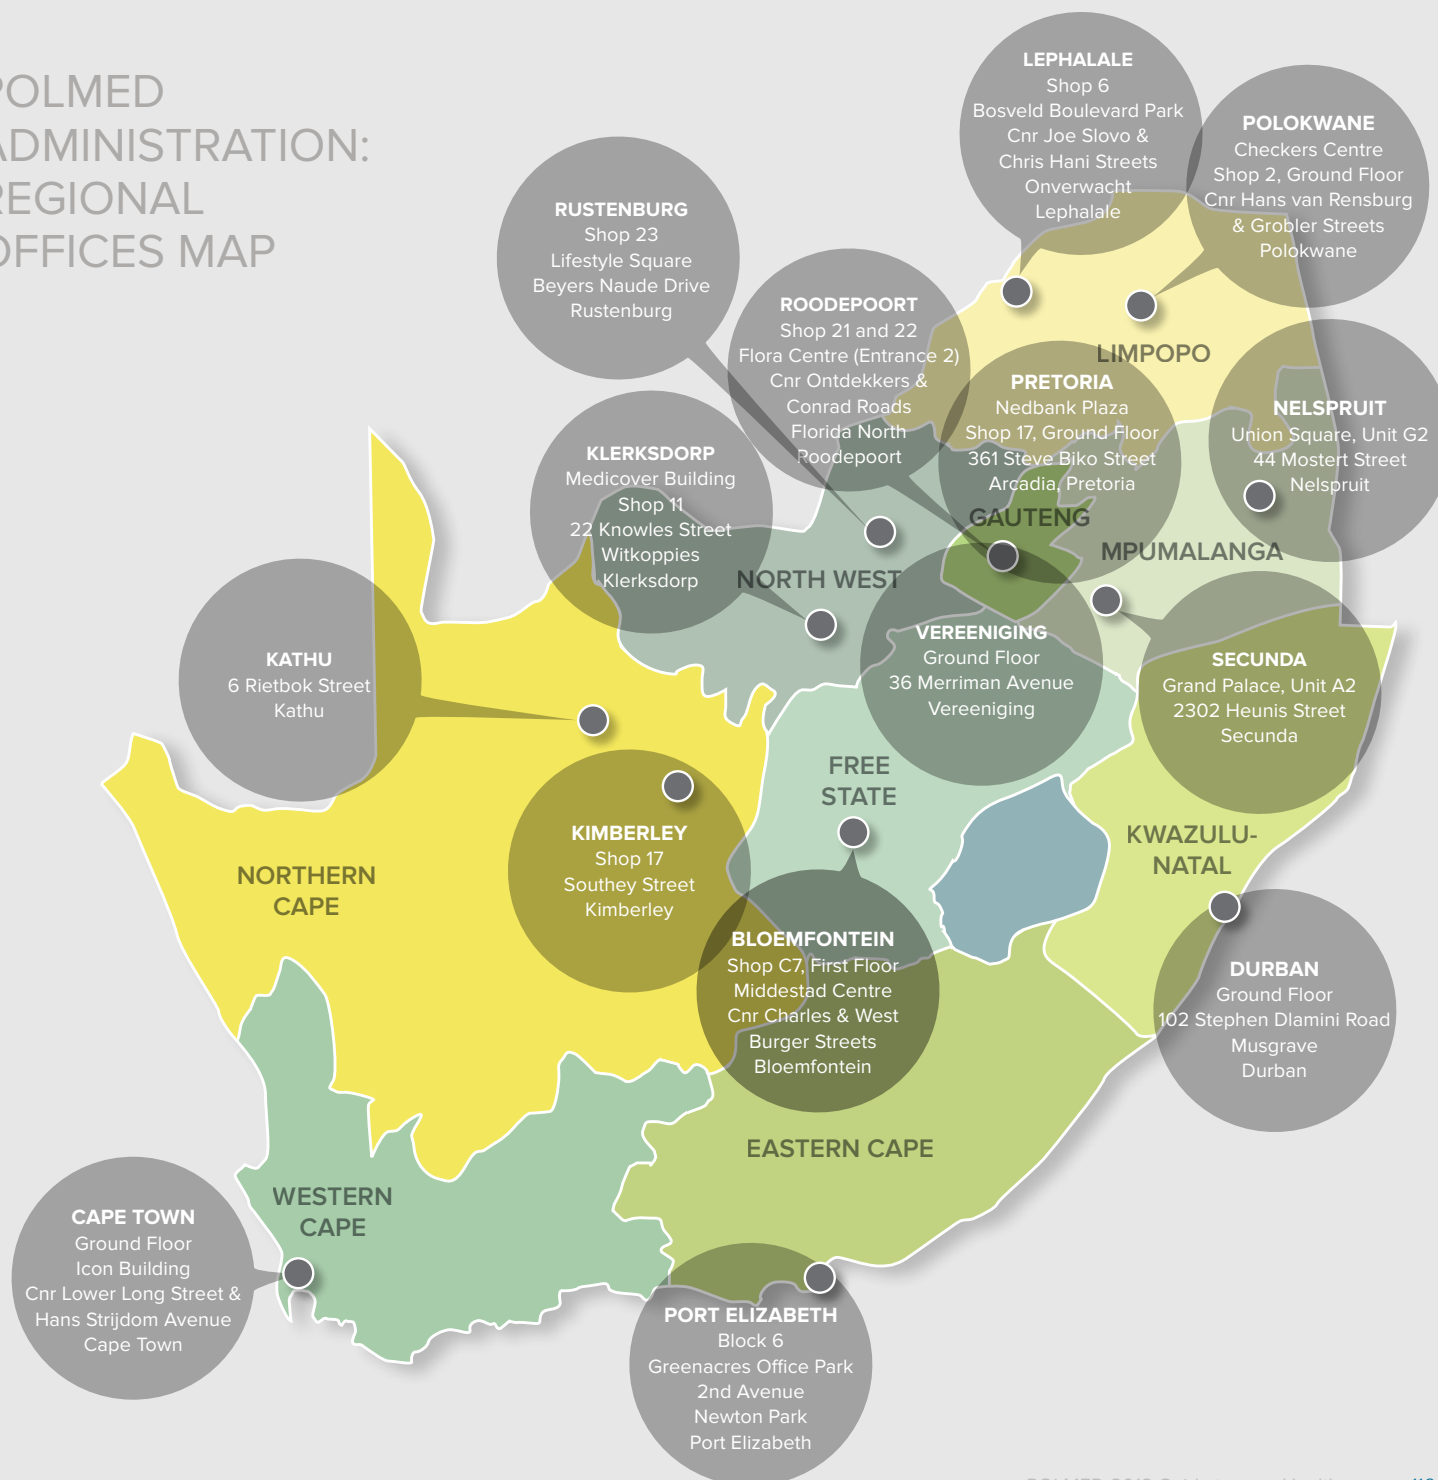 POLMED
ADMINISTRATION:
REGIONAL
OFFICES MAP
LEPHALALE
Shop 6
Bosveld Boulevard Park
Cnr Joe Slovo &
Chris Hani Streets
Onverwacht
Lephalale
POLOKWANE
Checkers Centre
Shop 2, Ground Floor
Cnr Hans van Rensburg
& Grobler Streets
Polokwane
RUSTENBURG
Shop 23
Lifestyle Square
Beyers Naude Drive
Rustenburg
ROODEPOORT
Shop 21 and 22
Flora Centre (Entrance 2)
Cnr Ontdekkers &
Conrad Roads
Florida North
Roodepoort
LIMPOPO
PRETORIA
Nedbank Plaza
Shop 17, Ground Floor
361 Steve Biko Street
Arcadia, Pretoria
NELSPRUIT
Union Square, Unit G2
44 Mostert Street
Nelspruit
KLERKSDORP
Medicover Building
Shop 11
22 Knowles Street
Witkoppies
Klerksdorp
GAUTENG
MPUMALANGA
NORTH WEST
KATHU
6 Rietbok Street
Kathu
VEREENIGING
Ground Floor
36 Merriman Avenue
Vereeniging
SECUNDA
Grand Palace, Unit A2
2302 Heunis Street
Secunda
FREE
STATE
KIMBERLEY
Shop 17
Southey Street
Kimberley
KWAZULU-
NATAL
NORTHERN
CAPE
BLOEMFONTEIN
Shop C7, First Floor
Middestad Centre
Cnr Charles & West
Burger Streets
Bloemfontein
DURBAN
Ground Floor
102 Stephen Dlamini Road
Musgrave
Durban
EASTERN CAPE
WESTERN
CAPE
CAPE TOWN
Ground Floor
Icon Building
Cnr Lower Long Street &
Hans Strijdom Avenue
Cape Town
PORT ELIZABETH
Block 6
Greenacres Office Park
2nd Avenue
Newton Park
Port Elizabeth